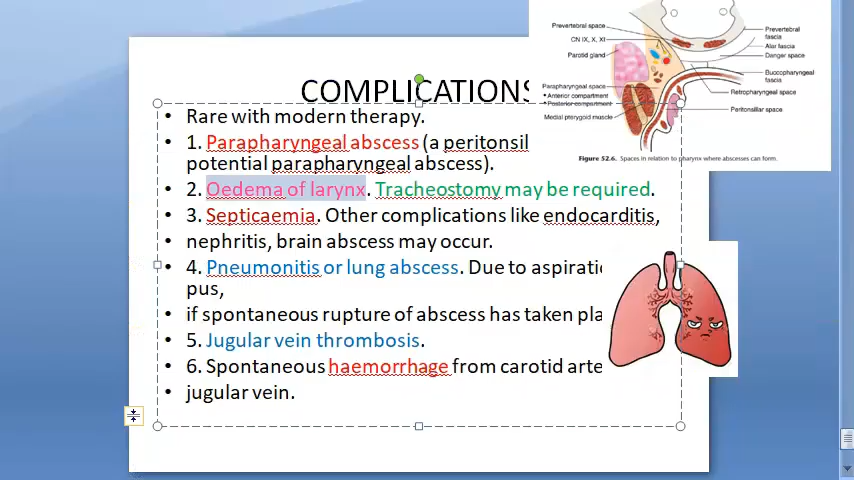 COMPLICATIONS
Rare with modern therapy.
1. Parapharyngeal abscess (a peritonsil
potential parapharyngeal abscess).
2. Oedema of larynx. Tracheostomy may be required.
3. Septicaemia. Other complications like endocarditis,
nephritis, brain abscess may occur.
4. Pneumonitis or lung abscess. Due to aspiratio
pus,
if spontaneous rupture of abscess has taken pla
5. Jugular vein thrombosis.
6. Spontaneous haemorrhage from carotid arte
jugular vein.
Prevertebral space
CN IX, X, XI
Parotid gland
Parapharyngeal space
• Anterior compartment
• Posterior compartment
Medial pterygoid muscle
Prevertebral
fascia
Alar fascia
Danger space
Buccopharyngeal
fascia
Retropharyngeal space
Peritonsillar space
Figure 52.6. Spaces in relation to pharynx where abscesses can form.